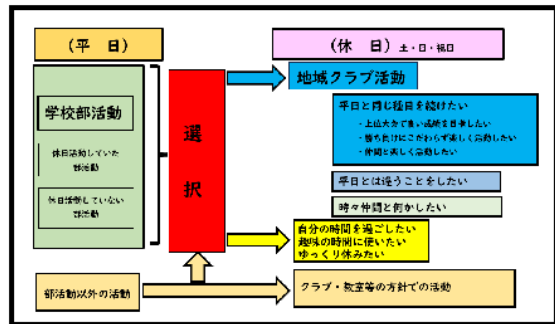 (平 日)
(休 日) 土・日・祝日
学校部活動
休日活動していた
部活動
休日活動していない
部活動
選
択
地域クラブ活動
平日と同じ種目を続けたい
・上位大会で良い成績を目指したい
・勝ち負けにこだわらず楽しく活動したい
・仲間と楽しく活動したい
平日とは違うことをしたい
時々仲間と何かしたい
自分の時間を過ごしたい
趣味の時間に使いたい
ゆっくり休みたい
部活動以外の活動
クラブ・教室等の方針での活動